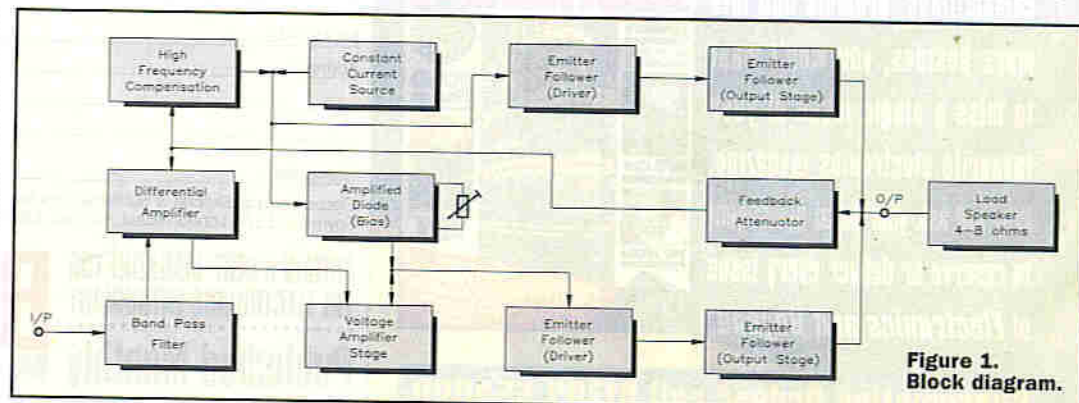 High
Frequency
Compensation
Constant
Current
Source
Emitter
Follower
(Driver)
Emitter
Follower
(Output Stage)
Differential
Amplifier
Amplified
Diode
(Bias)
Feedback
Attenuator
O/P
Load
Speaker
4-8 ohms
I/P
Band Pass
Filter
Voltage
Amplifier
Stage
Emitter
Follower
(Driver)
Emitter
Follower
(Output Stage)
Figure 1.
Block diagram.